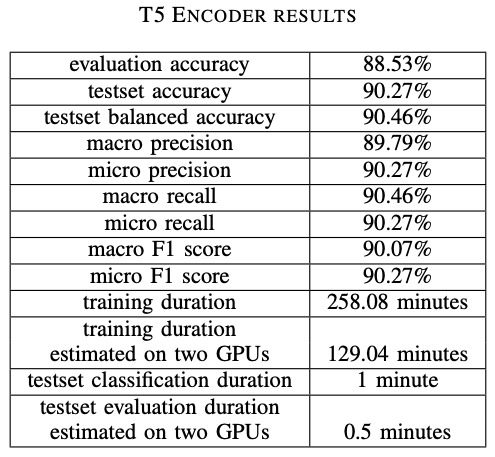 T5 ENCODER RESULTS
evaluation accuracy 88.53%
testset accuracy 90.27%
testset balanced accuracy 90.46%
macro precision 89.79%
micro precision 90.27%
macro recall 90.46%
micro recall 90.27%
macro F1 score 90.07%
micro F1 score 90.27%
training duration 258.08 minutes
training duration
estimated on two GPUs 129.04 minutes
testset classification duration 1 minute
testset evaluation duration
estimated on two GPUs 0.5 minutes